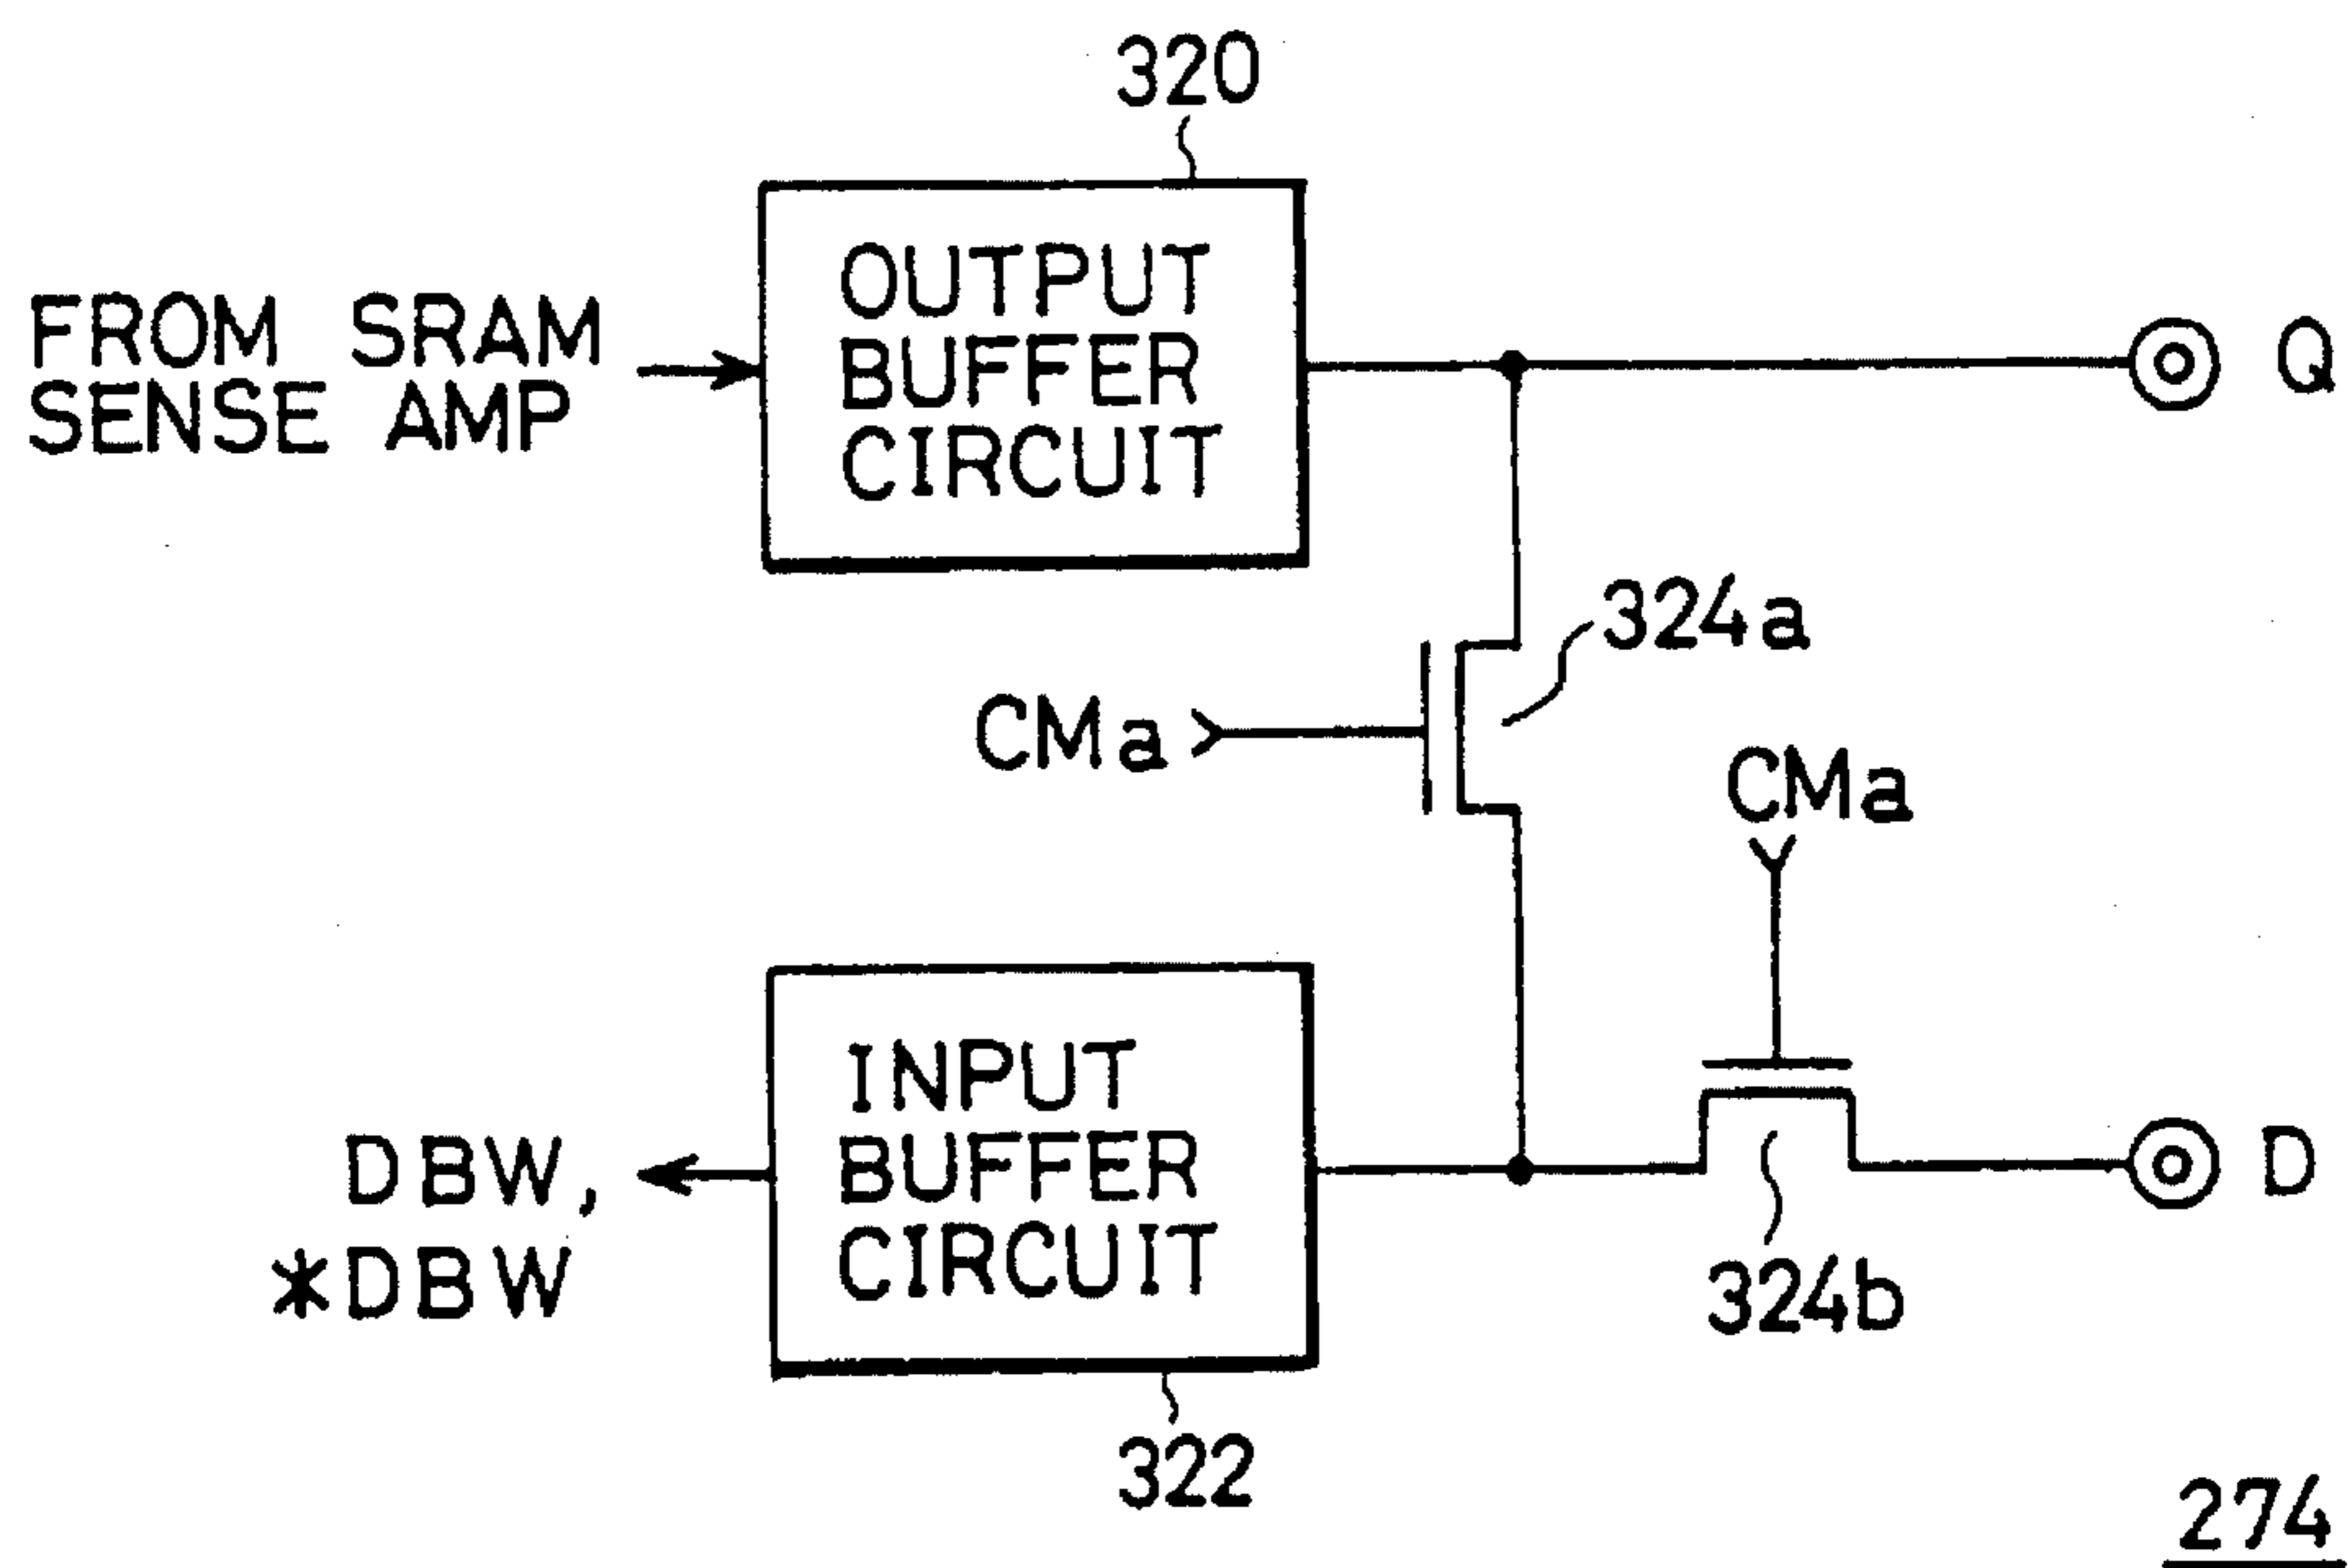 320
OUTPUT
BUFFER
CIRCUIT
FROM SRAM
SENSE AMP
Q
324a
CMa
CMa
INPUT
BUFFER
CIRCUIT
DBW,
*DBW
D
324b
322
274